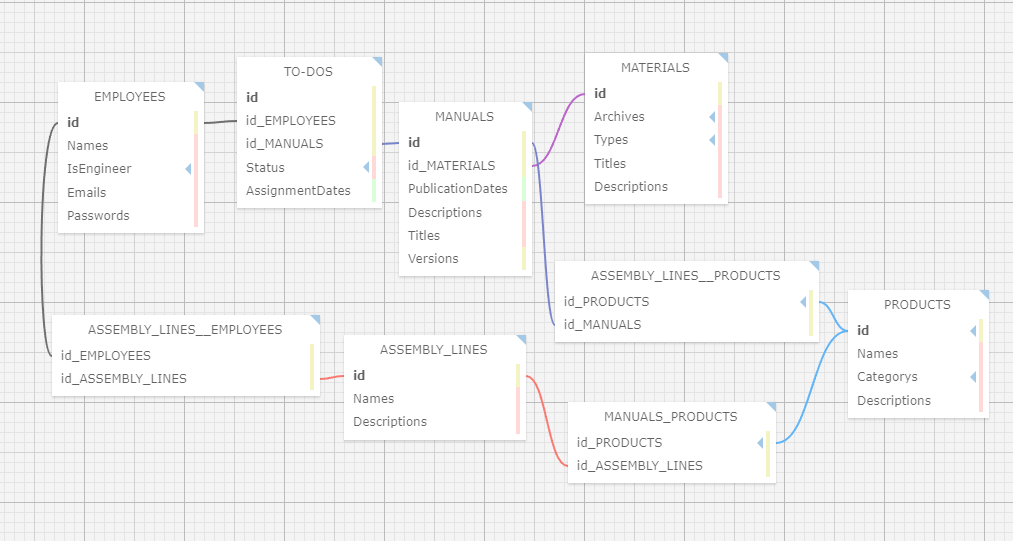 EMPLOYEES
id
Names
IsEngineer
Emails
Passwords
TO-DOS
id
id_EMPLOYEES
id_MANUALS
Status
AssignmentDates
MANUALS
id
id_MATERIALS
PublicationDates
Descriptions
Titles
Versions
MATERIALS
id
Archives
Types
Titles
Descriptions
ASSEMBLY_LINES__PRODUCTS
id_PRODUCTS
id_MANUALS
PRODUCTS
id
Names
Categorys
Descriptions
ASSEMBLY_LINES__EMPLOYEES
id_EMPLOYEES
id_ASSEMBLY_LINES
ASSEMBLY_LINES
id
Names
Descriptions
MANUALS_PRODUCTS
id_PRODUCTS
id_ASSEMBLY_LINES